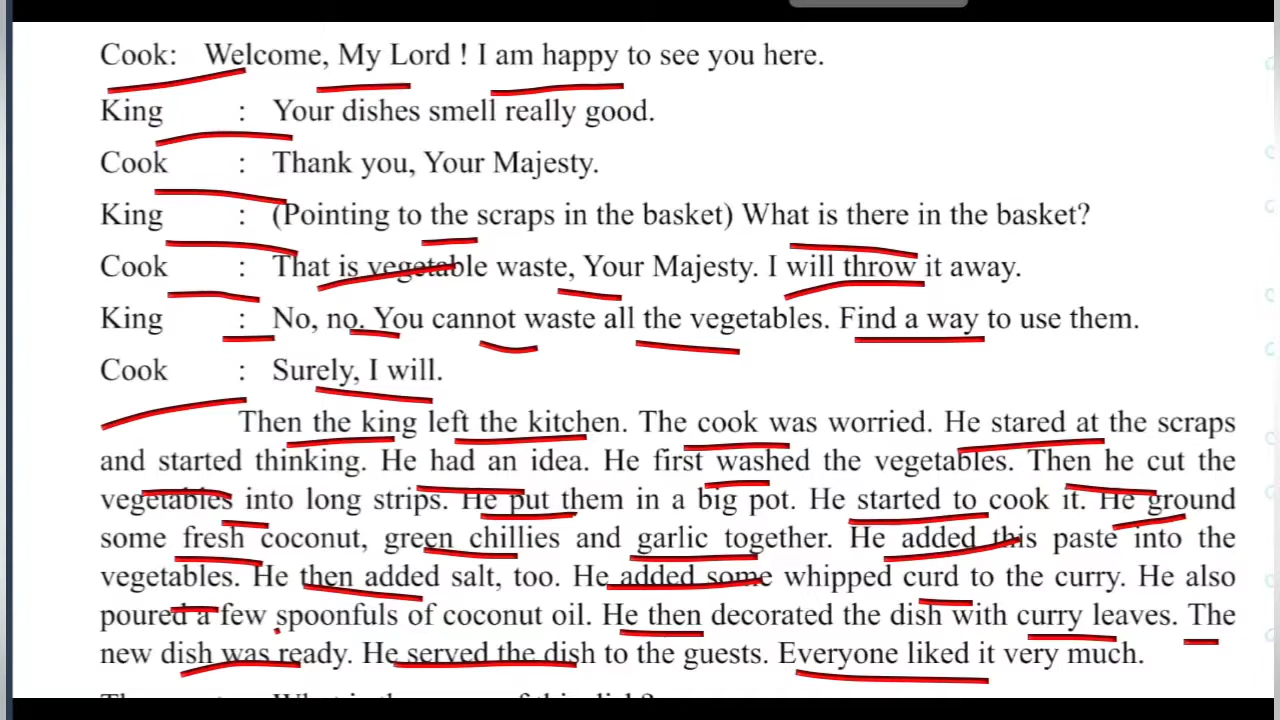 Cook: Welcome, My Lord ! I am happy to see you here.
King : Your dishes smell really good.
Cook : Thank you, Your Majesty.
King : (Pointing to the scraps in the basket) What is there in the basket?
Cook : That is vegetable waste, Your Majesty. I will throw it away.
King : No, no. You cannot waste all the vegetables. Find a way to use them.
Cook : Surely, I will.
Then the king left the kitchen. The cook was worried. He stared at the scraps
and started thinking. He had an idea. He first washed the vegetables. Then he cut the
vegetables into long strips. He put them in a big pot. He started to cook it. He ground
some fresh coconut, green chillies and garlic together. He added this paste into the
vegetables. He then added salt, too. He added some whipped curd to the curry. He also
poured a few spoonfuls of coconut oil. He then decorated the dish with curry leaves. The
new dish was ready. He served the dish to the guests. Everyone liked it very much.